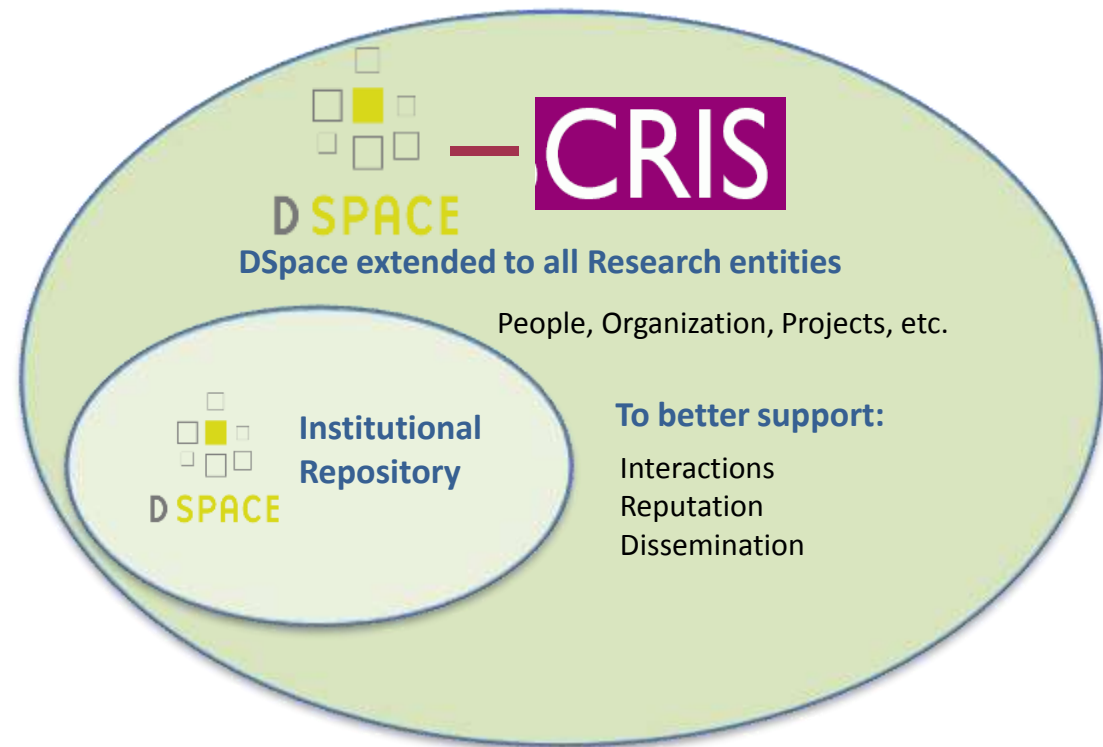 DSPACE
CRIS
DSpace extended to all Research entities
People, Organization, Projects, etc.
Institutional
Repository
DSPACE
To better support:
Interactions
Reputation
Dissemination